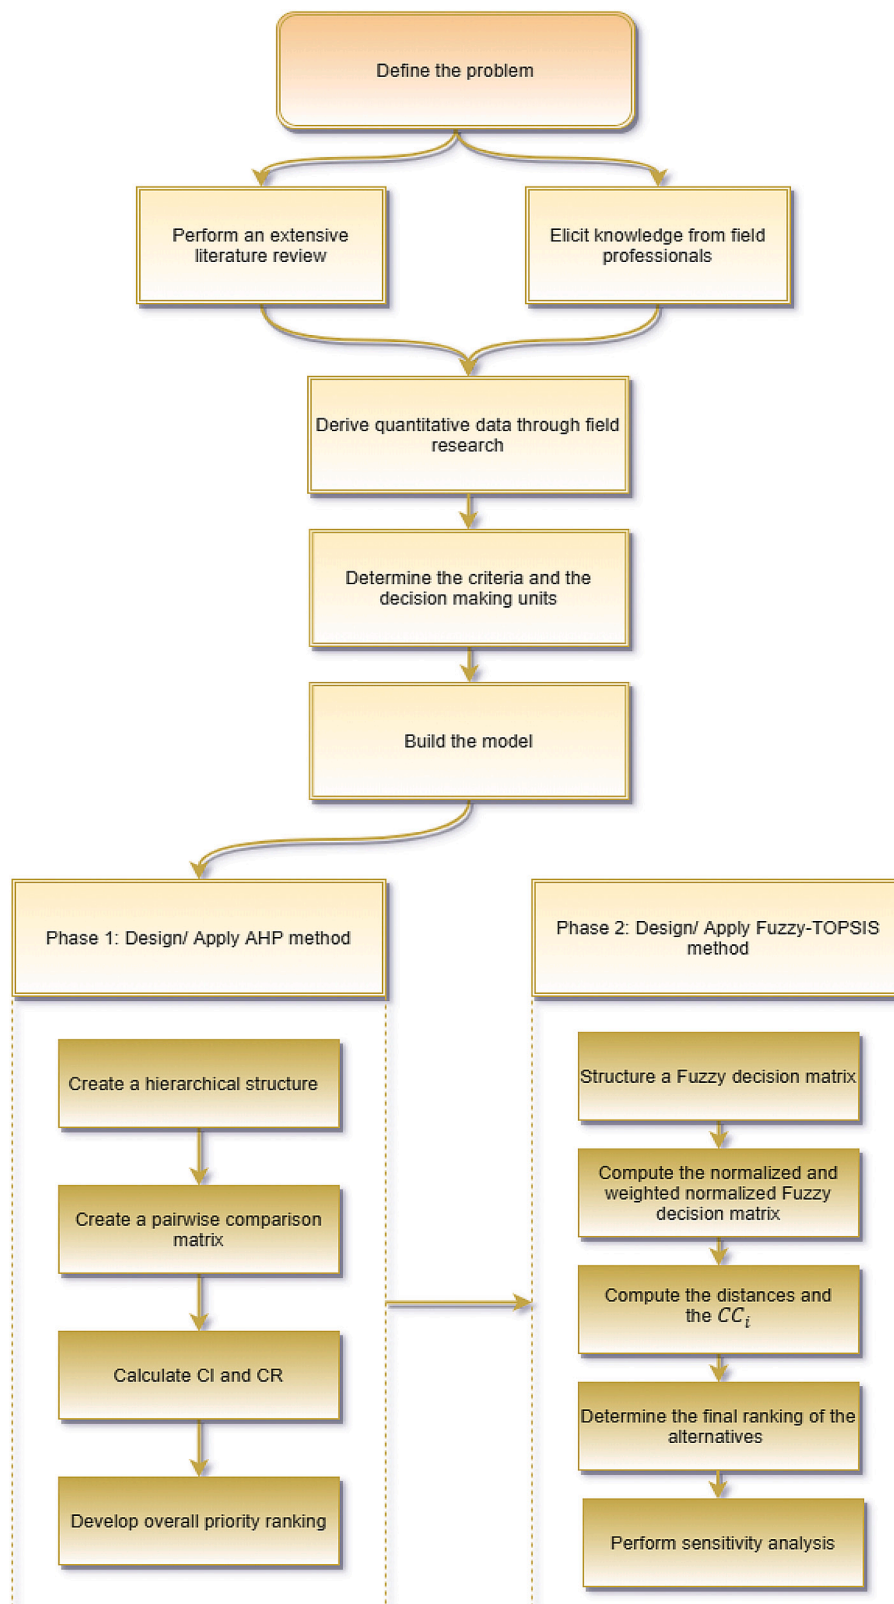 Define the problem
Perform an extensive
literature review
Elicit knowledge from field
professionals
Derive quantitative data through field
research
Determine the criteria and the
decision making units
Build the model
Phase 1: Design/ Apply AHP method
Create a hierarchical structure
Create a pairwise comparison
matrix
Calculate CI and CR
Develop overall priority ranking
Phase 2: Design/ Apply Fuzzy-TOPSIS
method
Structure a Fuzzy decision matrix
Compute the normalized and
weighted normalized Fuzzy
decision matrix
Compute the distances and
the CCᵢ
Determine the final ranking of the
alternatives
Perform sensitivity analysis